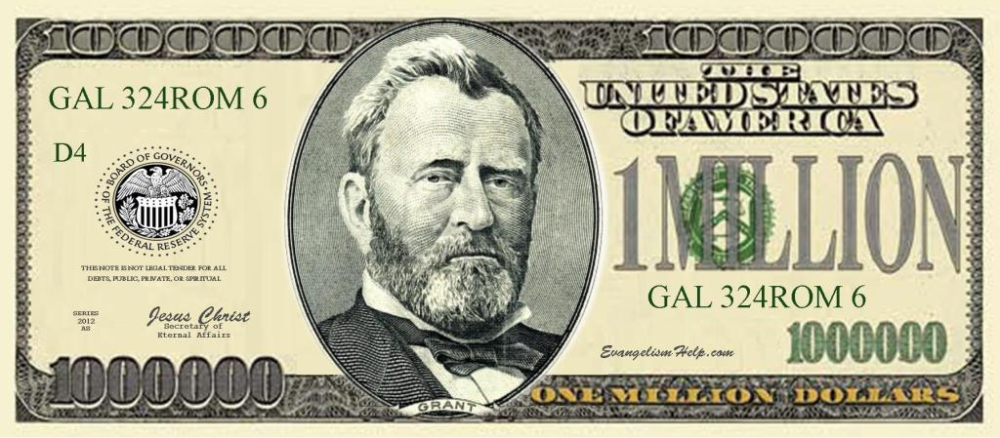 1000000
1000000
GAL 324ROM 6
THE
UNITED STATES
OF AMERICA
D4
BOARD OF GOVERNORS
OF THE FEDERAL RESERVE SYSTEM
1 MILLION
THIS NOTE IS NOT LEGAL TENDER FOR ALL
DEBTS, PUBLIC, PRIVATE, OR SPIRITUAL
GAL 324ROM 6
SERIES
2012
Jesus Christ
Secretary of
Eternal Affairs
EvangelismHelp.com
1000000
1000000
GRANT
ONE MILLION DOLLARS